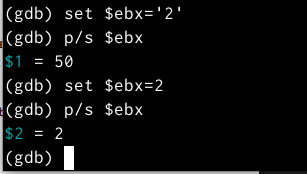 (gdb) set $ebx='2'
(gdb) p/s $ebx
$1 = 50
(gdb) set $ebx=2
(gdb) p/s $ebx
$2 = 2
(gdb)